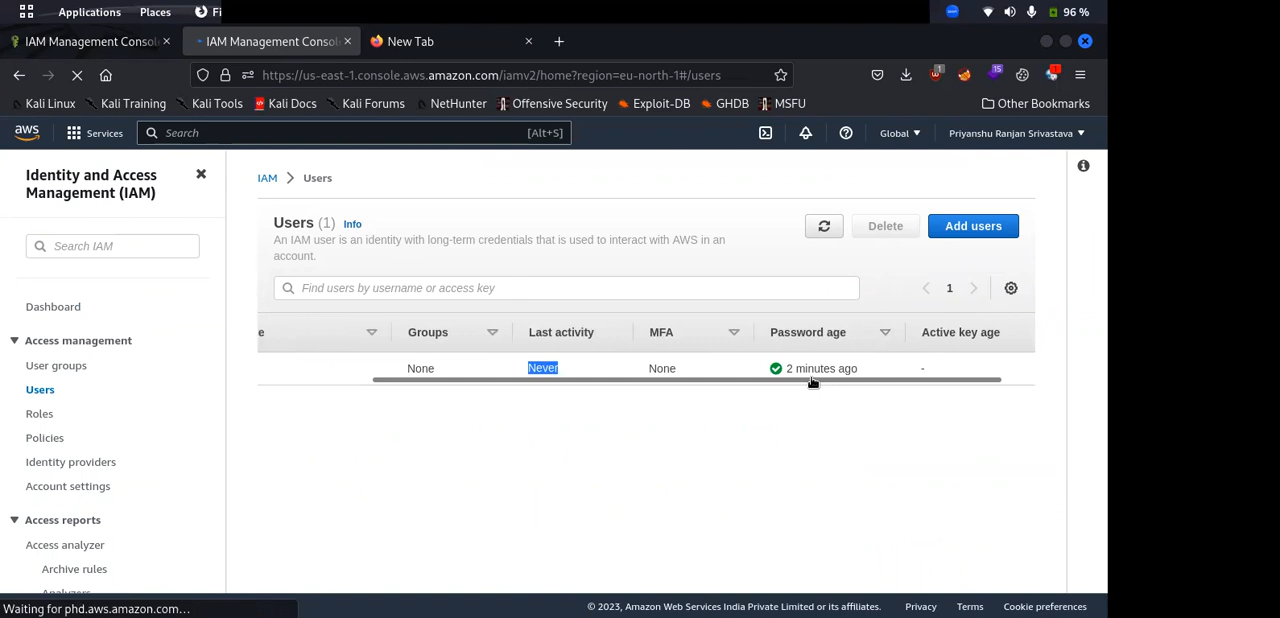 Applications Places Fi 96 %
IAM Management Consol × IAM Management Consol × New Tab × +
https://us-east-1.console.aws.amazon.com/iamv2/home?region=eu-north-1#/users 1 15 1
Kali Linux Kali Training Kali Tools Kali Docs Kali Forums NetHunter Offensive Security Exploit-DB GHDB MSFU Other Bookmarks
aws Services Search [Alt+S] Global Priyanshu Ranjan Srivastava
Identity and Access
Management (IAM)
Search IAM
Dashboard
Access management
User groups
Users
Roles
Policies
Identity providers
Account settings
Access reports
Access analyzer
Archive rules
Analyzers
IAM > Users
Users (1) Info
Delete Add users
An IAM user is an identity with long-term credentials that is used to interact with AWS in an
account.
Find users by username or access key
1
e Groups Last activity MFA Password age Active key age
None Never None 2 minutes ago -
Waiting for phd.aws.amazon.com…
© 2023, Amazon Web Services India Private Limited or its affiliates. Privacy Terms Cookie preferences